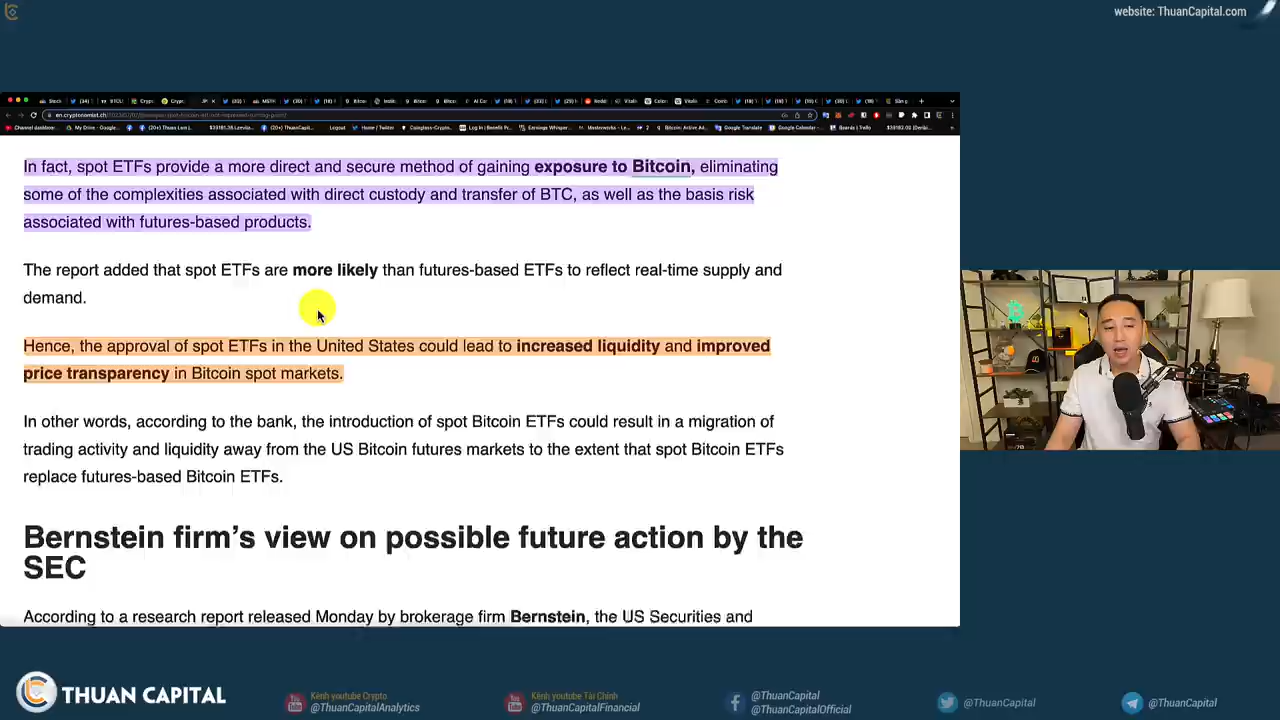 website: ThuanCapital.com
In fact, spot ETFs provide a more direct and secure method of gaining exposure to Bitcoin, eliminating
some of the complexities associated with direct custody and transfer of BTC, as well as the basis risk
associated with futures-based products.
The report added that spot ETFs are more likely than futures-based ETFs to reflect real-time supply and
demand.
Hence, the approval of spot ETFs in the United States could lead to increased liquidity and improved
price transparency in Bitcoin spot markets.
In other words, according to the bank, the introduction of spot Bitcoin ETFs could result in a migration of
trading activity and liquidity away from the US Bitcoin futures markets to the extent that spot Bitcoin ETFs
replace futures-based Bitcoin ETFs.
Bernstein firm’s view on possible future action by the
SEC
According to a research report released Monday by brokerage firm Bernstein, the US Securities and
THUAN CAPITAL
Kênh youtube Crypto
@ThuanCapitalAnalytics
Kênh youtube Tài Chính
@ThuanCapitalFinancial
@ThuanCapital
@ThuanCapitalOfficial
@ThuanCapital
@ThuanCapital